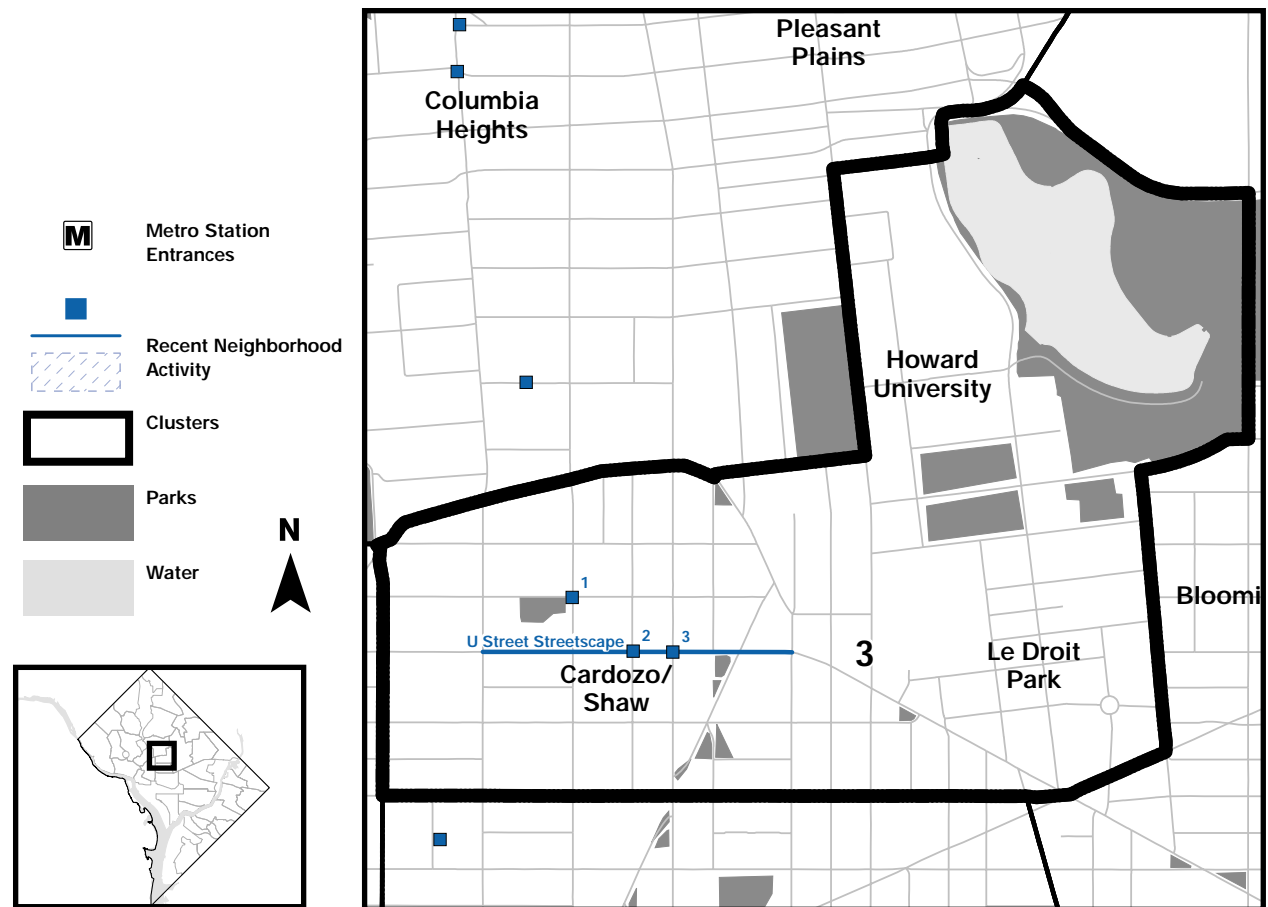 M
Metro Station
Entrances
Recent Neighborhood
Activity
Clusters
Parks
Water
N
Pleasant
Plains
Columbia
Heights
Howard
University
1
U Street Streetscape
2
3
Cardozo/
Shaw
3
Le Droit
Park
Bloomi